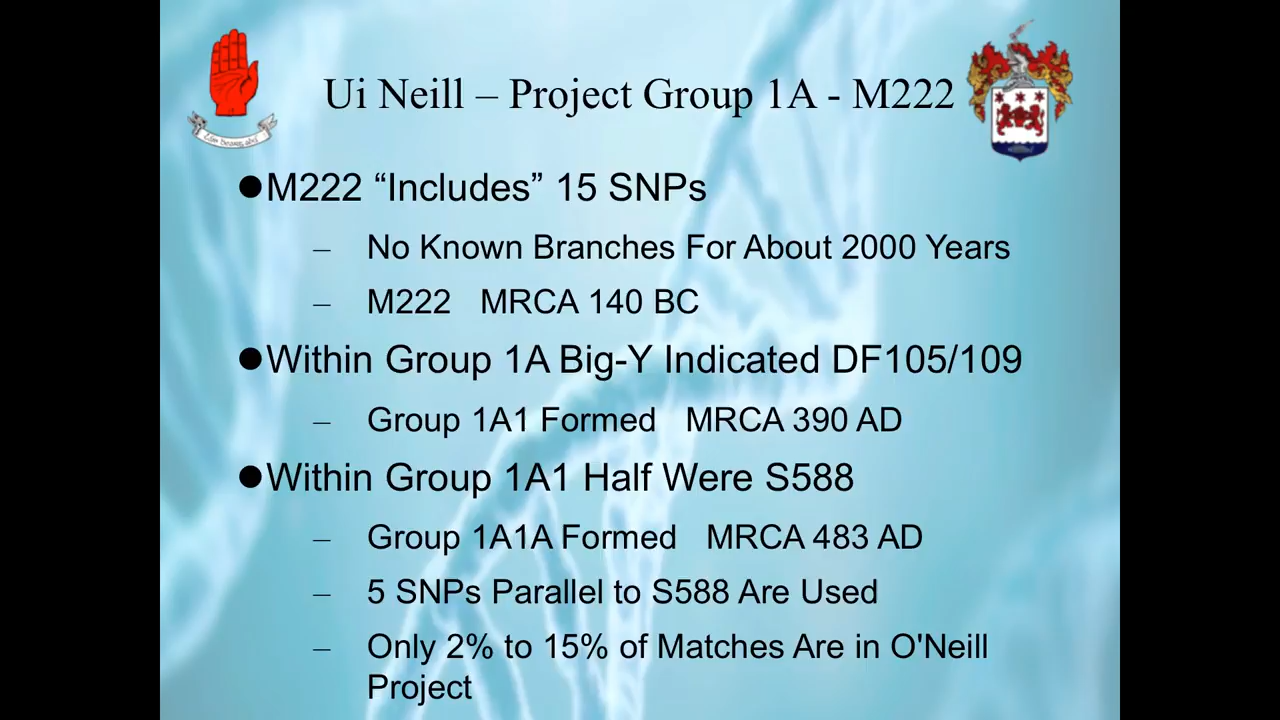 Ui Neill – Project Group 1A - M222
●M222 “Includes” 15 SNPs
– No Known Branches For About 2000 Years
– M222 MRCA 140 BC
●Within Group 1A Big-Y Indicated DF105/109
– Group 1A1 Formed MRCA 390 AD
●Within Group 1A1 Half Were S588
– Group 1A1A Formed MRCA 483 AD
– 5 SNPs Parallel to S588 Are Used
– Only 2% to 15% of Matches Are in O'Neill
Project